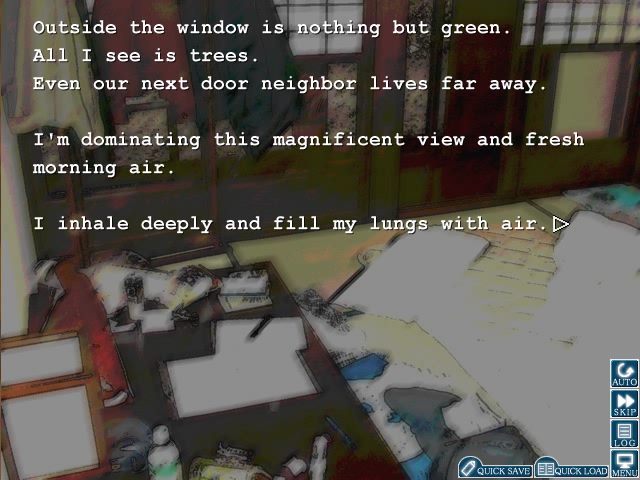 Outside the window is nothing but green.
All I see is trees.
Even our next door neighbor lives far away.
I'm dominating this magnificent view and fresh
morning air.
I inhale deeply and fill my lungs with air.
AUTO
SKIP
LOG
MENU
QUICK SAVE
QUICK LOAD